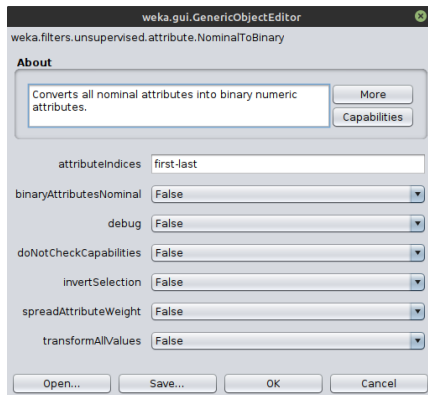 weka.gui.GenericObjectEditor
weka.filters.unsupervised.attribute.NominalToBinary
About
Converts all nominal attributes into binary numeric
attributes.
More
Capabilities
attributeIndices first-last
binaryAttributesNominal False
debug False
doNotCheckCapabilities False
invertSelection False
spreadAttributeWeight False
transformAllValues False
Open... Save... OK Cancel